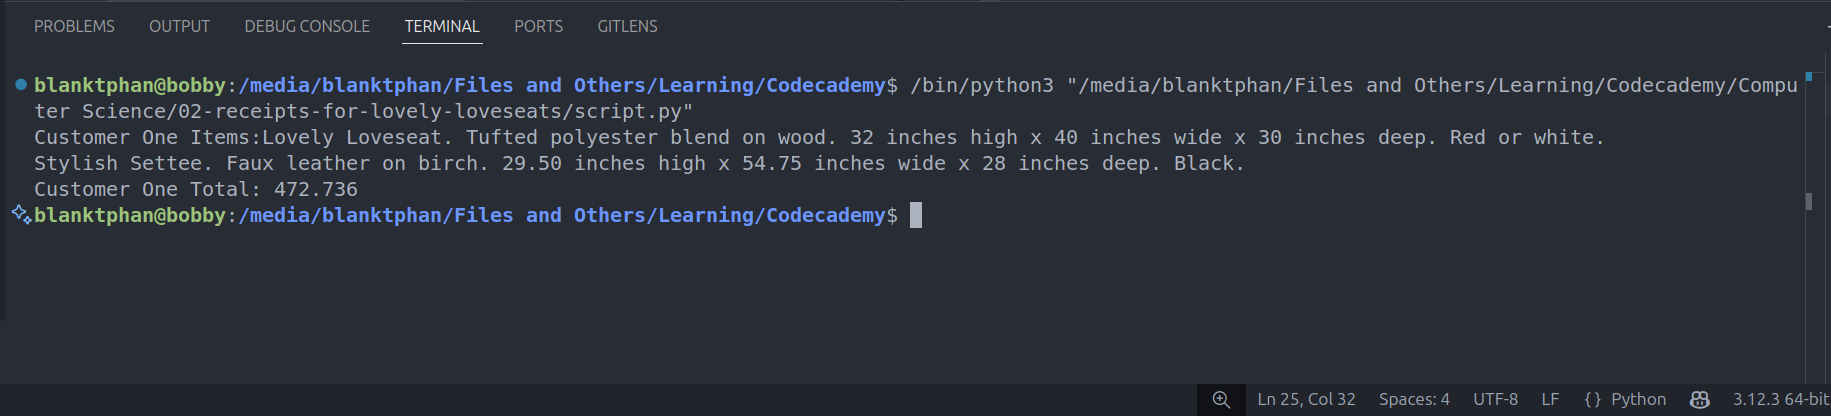 PROBLEMS OUTPUT DEBUG CONSOLE TERMINAL PORTS GITLENS
blanktphan@bobby:/media/blanktphan/Files and Others/Learning/Codecademy$ /bin/python3 "/media/blanktphan/Files and Others/Learning/Codecademy/Compu
ter Science/02-receipts-for-lovely-loveseats/script.py"
Customer One Items:Lovely Loveseat. Tufted polyester blend on wood. 32 inches high x 40 inches wide x 30 inches deep. Red or white.
Stylish Settee. Faux leather on birch. 29.50 inches high x 54.75 inches wide x 28 inches deep. Black.
Customer One Total: 472.736
blanktphan@bobby:/media/blanktphan/Files and Others/Learning/Codecademy$
Ln 25, Col 32 Spaces: 4 UTF-8 LF {} Python 3.12.3 64-bit